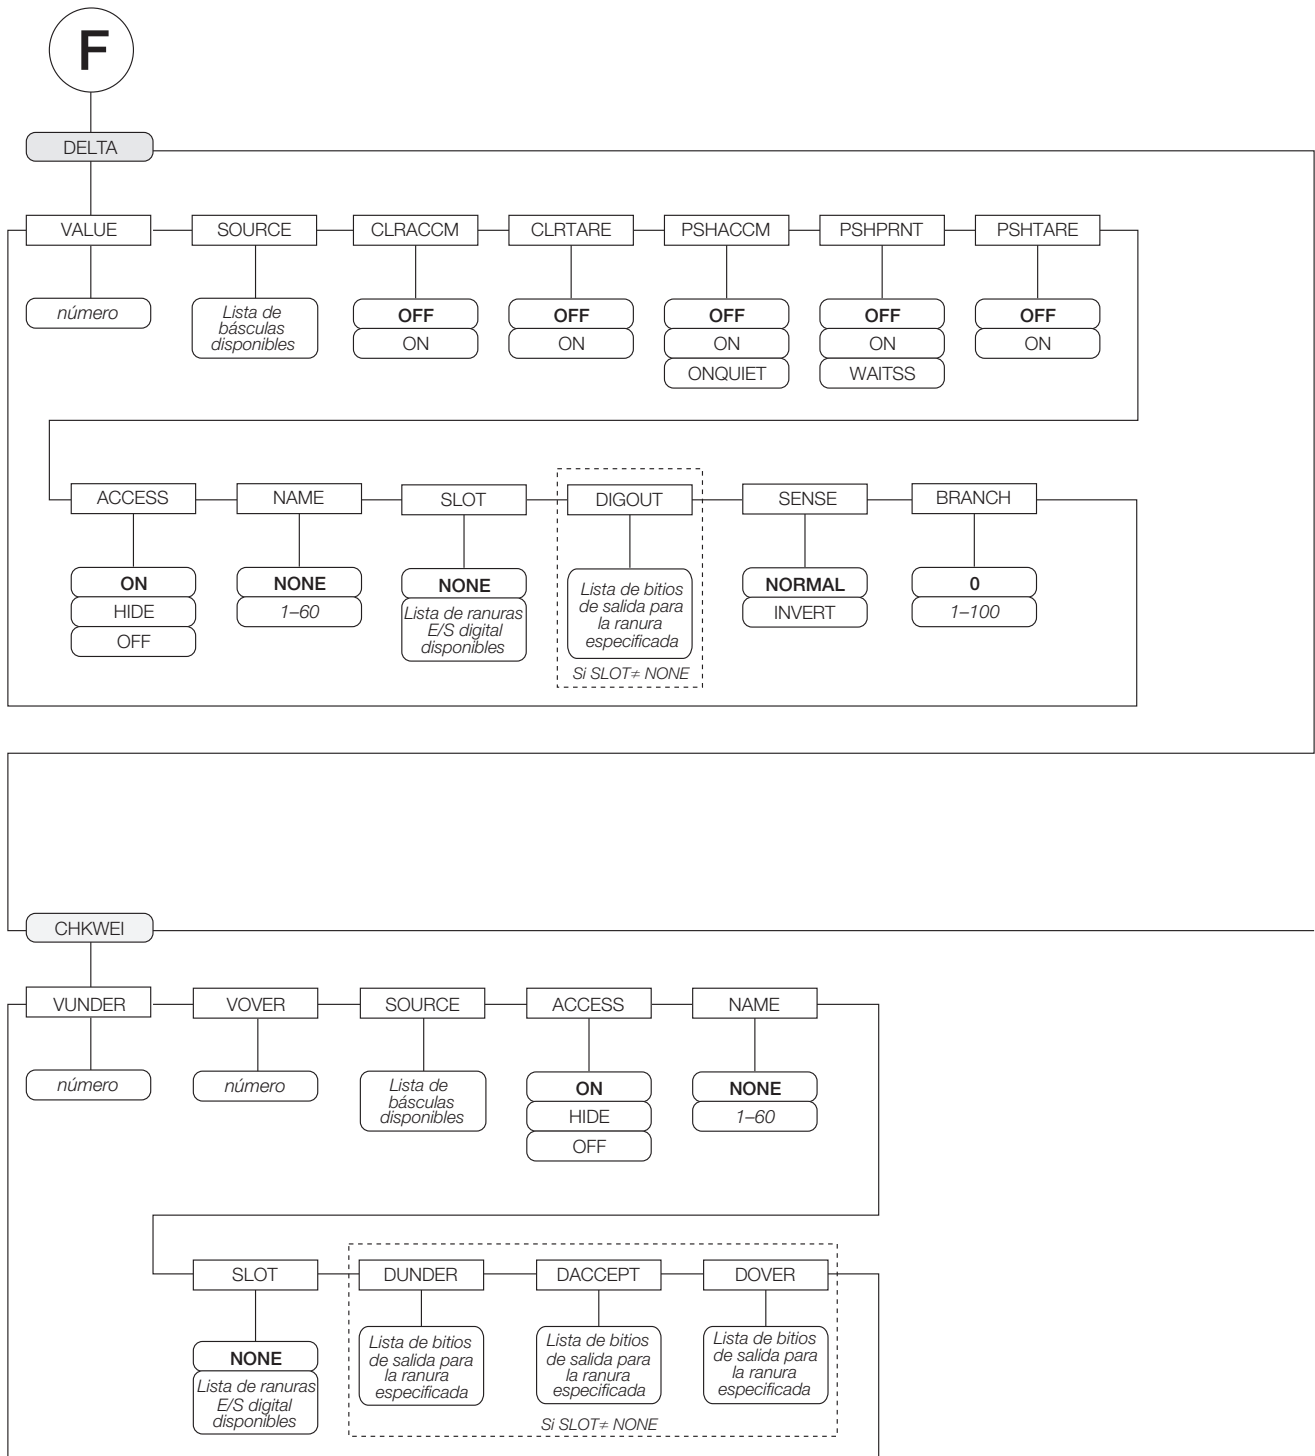 F
DELTA
VALUE SOURCE CLRACCM CLRTARE PSHACCM PSHPRNT PSHTARE
número
Lista de
básculas
disponibles
OFF
ON
OFF
ON
OFF
ON
ONQUIET
OFF
ON
WAITSS
OFF
ON
ACCESS NAME SLOT DIGOUT SENSE BRANCH
ON
HIDE
OFF
NONE
1–60
NONE
Lista de ranuras
E/S digital
disponibles
Lista de bitios
de salida para
la ranura
especificada
Si SLOT≠ NONE
NORMAL
INVERT
0
1–100
CHKWEI
VUNDER VOVER SOURCE ACCESS NAME
número
número
Lista de
básculas
disponibles
ON
HIDE
OFF
NONE
1–60
SLOT DUNDER DACCEPT DOVER
NONE
Lista de ranuras
E/S digital
disponibles
Lista de bitios
de salida para
la ranura
especificada
Lista de bitios
de salida para
la ranura
especificada
Lista de bitios
de salida para
la ranura
especificada
Si SLOT≠ NONE